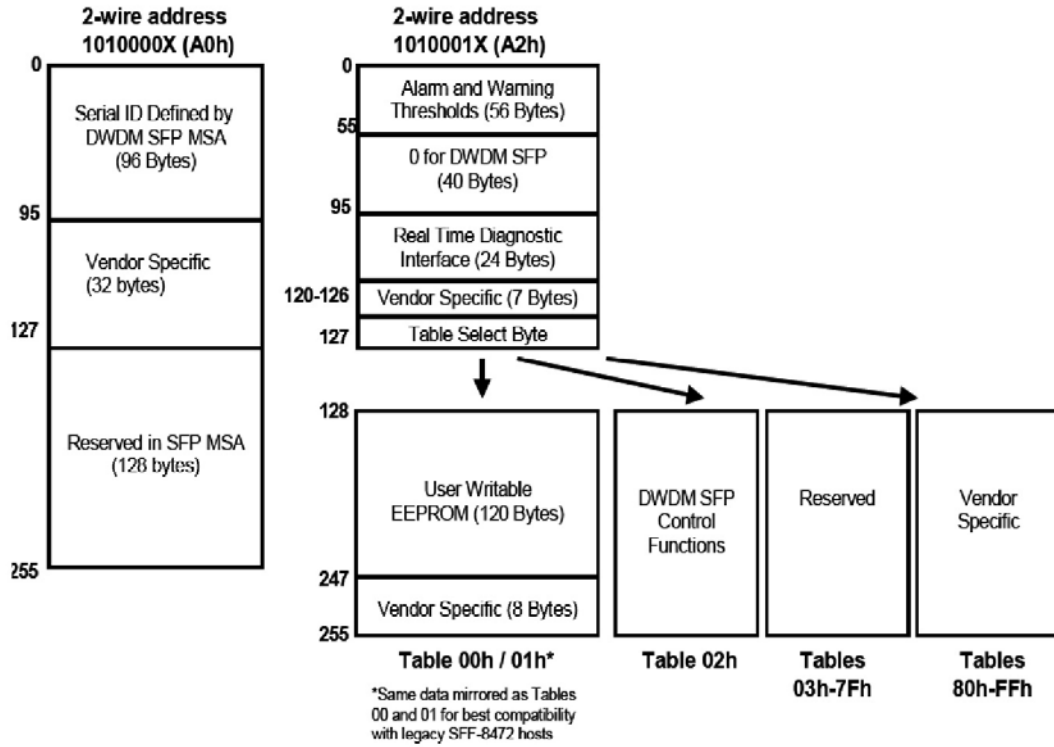 2-wire address
1010000X (A0h)
0
Serial ID Defined by
DWDM SFP MSA
(96 Bytes)
95
Vendor Specific
(32 bytes)
127
Reserved in SFP MSA
(128 bytes)
255
2-wire address
1010001X (A2h)
0
Alarm and Warning
Thresholds (56 Bytes)
55
0 for DWDM SFP
(40 Bytes)
95
Real Time Diagnostic
Interface (24 Bytes)
120-126
Vendor Specific (7 Bytes)
127
Table Select Byte
128
User Writable
EEPROM (120 Bytes)
247
Vendor Specific (8 Bytes)
255
Table 00h / 01h*
*Same data mirrored as Tables
00 and 01 for best compatibility
with legacy SFF-8472 hosts
DWDM SFP
Control
Functions
Table 02h
Reserved
Tables
03h-7Fh
Vendor
Specific
Tables
80h-FFh